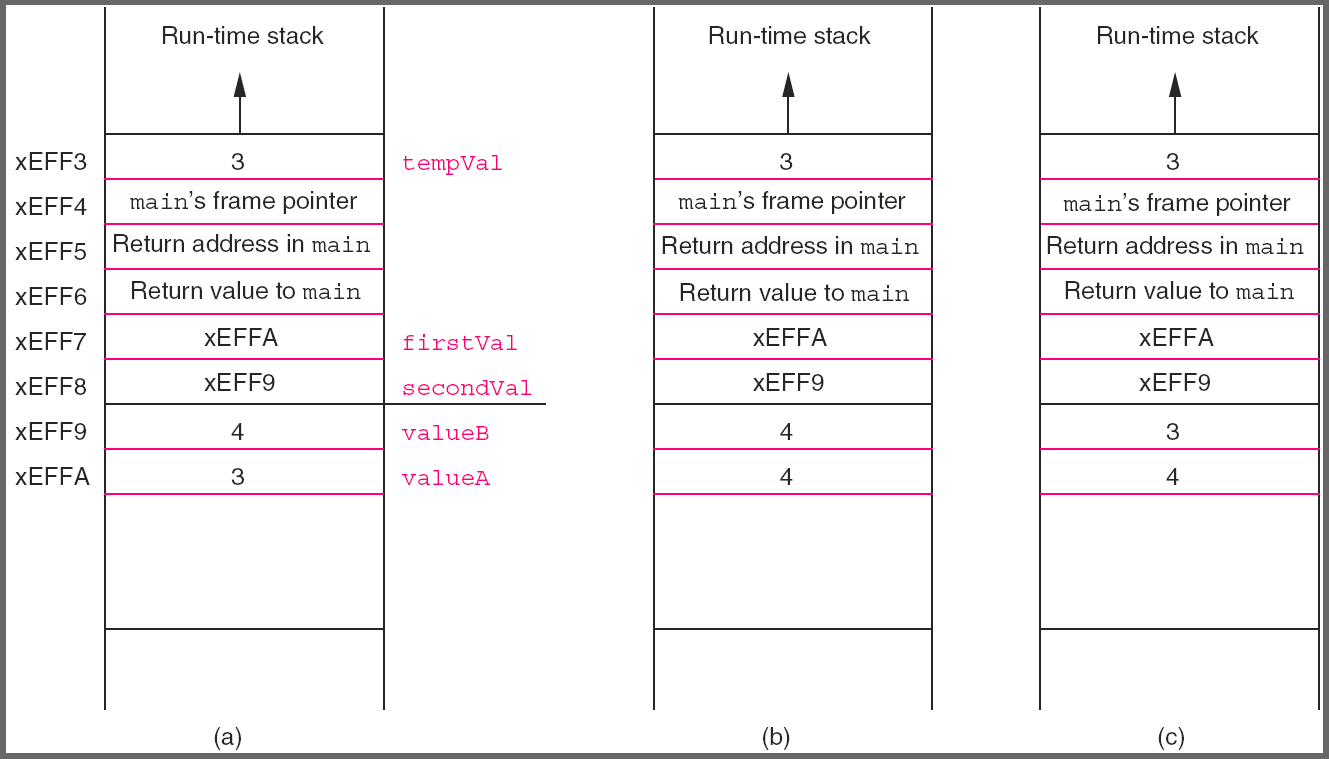 Run-time stack
Run-time stack
Run-time stack
xEFF3
3
tempVal
3
3
xEFF4
main's frame pointer
main's frame pointer
main's frame pointer
xEFF5
Return address in main
Return address in main
Return address in main
xEFF6
Return value to main
Return value to main
Return value to main
xEFF7
xEFFA
firstVal
xEFFA
xEFFA
xEFF8
xEFF9
secondVal
xEFF9
xEFF9
xEFF9
4
valueB
4
3
xEFFA
3
valueA
4
4
(a)
(b)
(c)